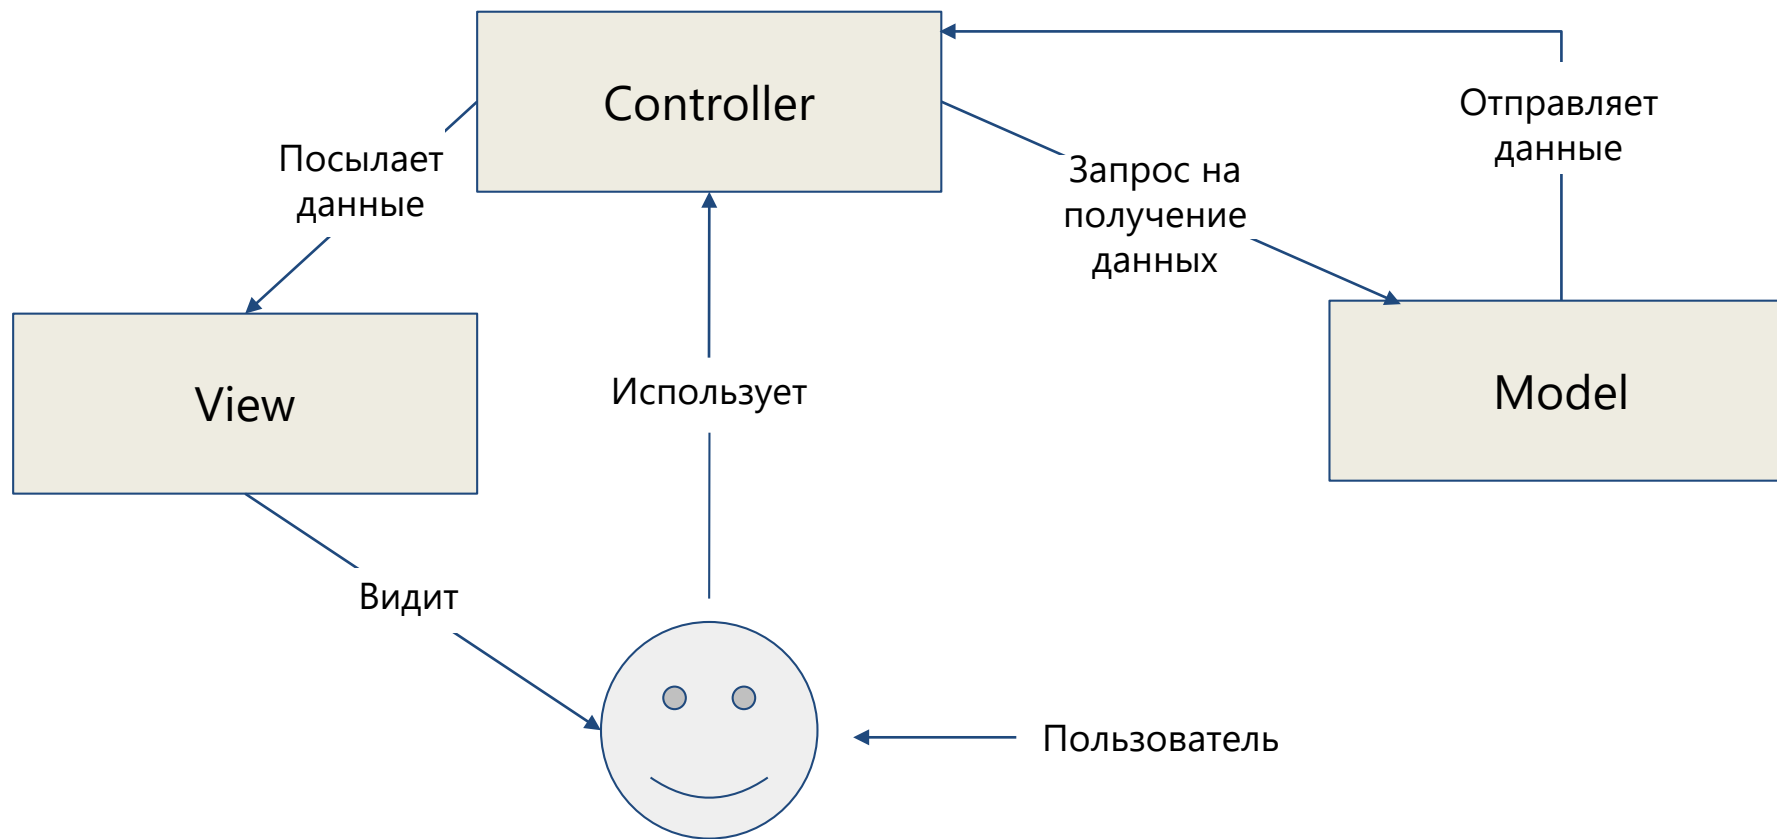 Controller
Отправляет
данные
Посылает
данные
Запрос на
получение
данных
View
Использует
Model
Видит
Пользователь